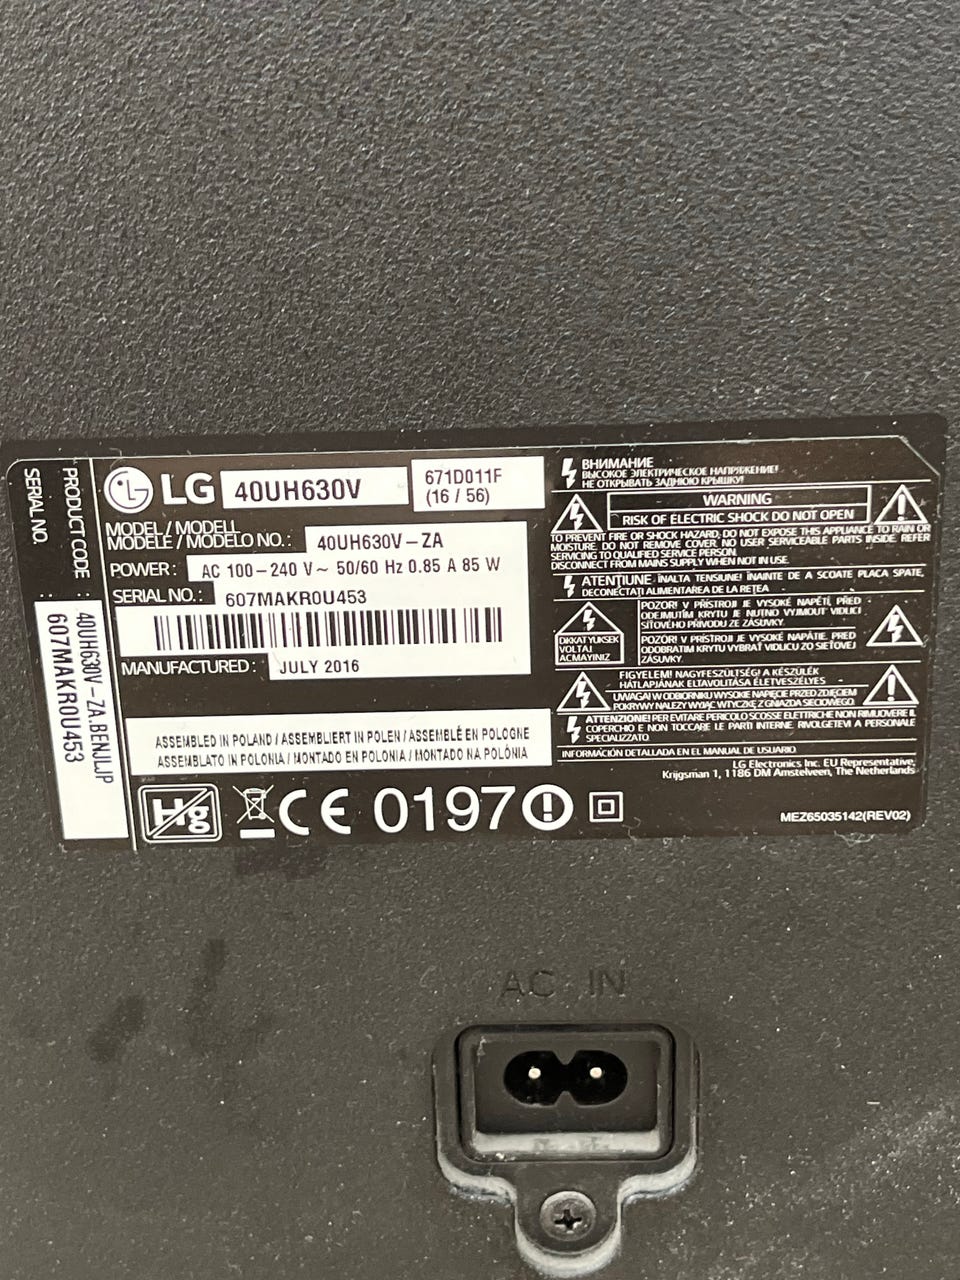 PRODUCT CODE : 40UH630V-ZA.BENJLJP
SERIAL NO. : 607MAKR0U453
LG 40UH630V
671D011F
(16 / 56)
MODEL / MODELL
MODÈLE / MODELO NO. : 40UH630V-ZA
POWER : AC 100-240 V~ 50/60 Hz 0.85 A 85 W
SERIAL NO. : 607MAKR0U453
MANUFACTURED : JULY 2016
ASSEMBLED IN POLAND / ASSEMBLIERT IN POLEN / ASSEMBLÉ EN POLOGNE
ASSEMBLATO IN POLONIA / MONTADO EN POLONIA / MONTADO NA POLÓNIA
Hg CE 0197
ВНИМАНИЕ
ВЫСОКОЕ ЭЛЕКТРИЧЕСКОЕ НАПРЯЖЕНИЕ!
НЕ ОТКРЫВАТЬ ЗАДНЮЮ КРЫШКУ!
WARNING
RISK OF ELECTRIC SHOCK DO NOT OPEN
TO PREVENT FIRE OR SHOCK HAZARD, DO NOT EXPOSE THIS APPLIANCE TO RAIN OR
MOISTURE. DO NOT REMOVE COVER. NO USER SERVICEABLE PARTS INSIDE. REFER
SERVICING TO QUALIFIED SERVICE PERSON.
DISCONNECT FROM MAINS SUPPLY WHEN NOT IN USE.
ATENŢIUNE ÎNALTA TENSIUNE! ÎNAINTE DE A SCOATE PLACA SPATE,
DECONECTAŢI ALIMENTAREA DE LA REŢEA
DİKKAT YÜKSEK
VOLTAJ
AÇMAYINIZ
POZOR! V PŘÍSTROJI JE VYSOKÉ NAPĚTÍ, PŘED
ODEJMUTÍM KRYTU JE NUTNO VYJMOUT VIDLICI
SÍŤOVÉHO PŘÍVODU ZE ZÁSUVKY.
POZOR! V PRÍSTROJI JE VYSOKÉ NAPÄTIE. PRED
ODOBRATIM KRYTU VYBRAŤ VIDLICU ZO SIEŤOVEJ
ZÁSUVKY.
FIGYELEM! NAGYFESZÜLTSÉG! A KÉSZÜLÉK
HÁTLAPJÁNAK ELTAVOLÍTÁSA ÉLETVESZÉLYES
UWAGA! W ODBIORNIKU WYSOKIE NAPIĘCIE PRZED ZDJĘCIEM
POKRYWY NALEŻY WYJĄĆ WTYCZKĘ Z GNIAZDA SIECIOWEGO.
ATTENZIONE! PER EVITARE PERICOLO SCOSSE ELETTRICHE NON RIMUOVERE IL
COPERCHIO E NON TOCCARE LE PARTI INTERNE. RIVOLGETEVI A PERSONALE
SPECIALIZZATO.
INFORMACIÓN DETALLADA EN EL MANUAL DE USUARIO
LG Electronics Inc. EU Representative,
Krijgsman 1, 1186 DM Amstelveen, The Netherlands
MEZ65035142(REV02)
AC IN